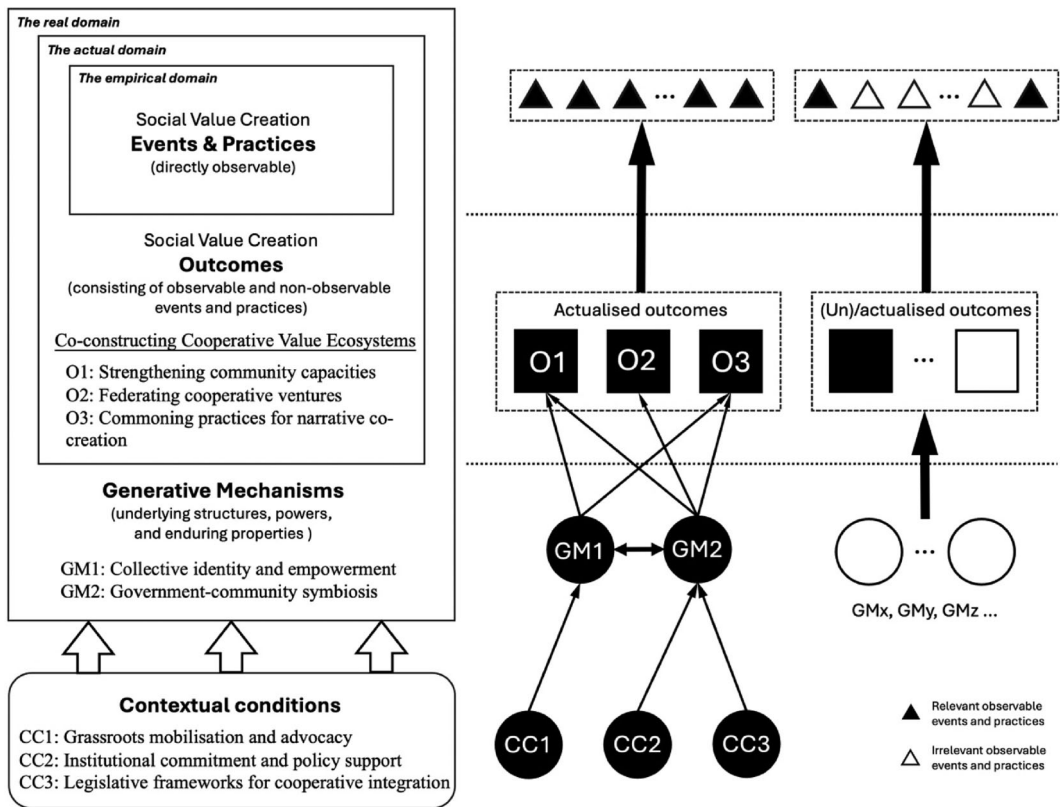 The real domain
The actual domain
The empirical domain
Social Value Creation
Events & Practices
(directly observable)
Social Value Creation
Outcomes
(consisting of observable and non-observable
events and practices)
Co-constructing Cooperative Value Ecosystems
O1: Strengthening community capacities
O2: Federating cooperative ventures
O3: Commoning practices for narrative co-
creation
Generative Mechanisms
(underlying structures, powers,
and enduring properties )
GM1: Collective identity and empowerment
GM2: Government-community symbiosis
Contextual conditions
CC1: Grassroots mobilisation and advocacy
CC2: Institutional commitment and policy support
CC3: Legislative frameworks for cooperative integration
...
...
Actualised outcomes
O1 O2 O3
(Un)/actualised outcomes
...
GM1 GM2
...
GMx, GMy, GMz ...
CC1 CC2 CC3
Relevant observable
events and practices
Irrelevant observable
events and practices